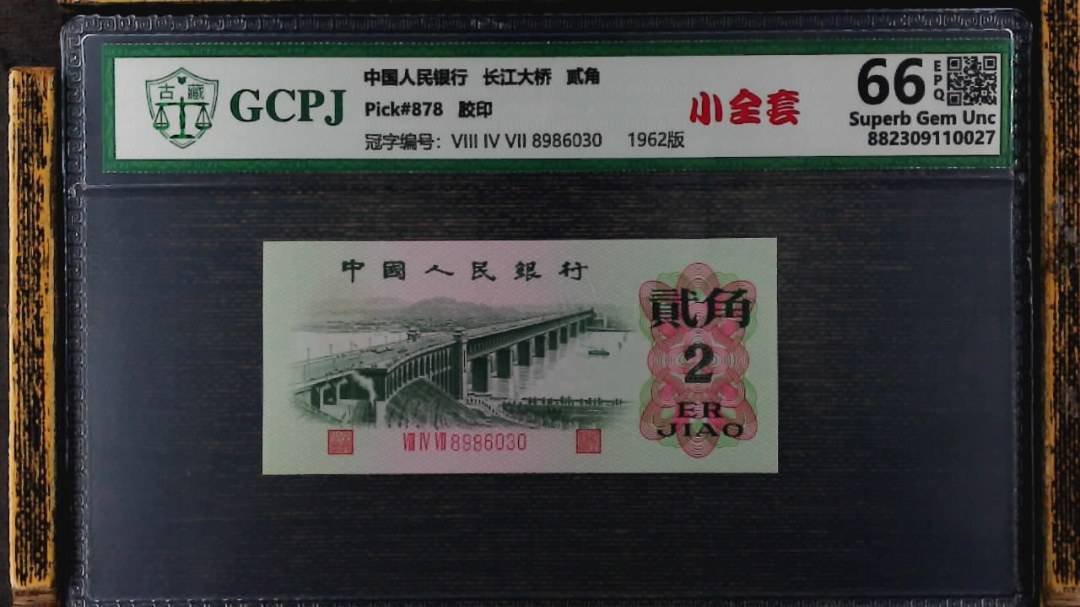 古藏
GCPJ
中国人民银行 长江大桥 贰角
Pick#878 胶印
冠字编号: VIII IV VII 8986030 1962版
小全套
66
EPQ
Superb Gem Unc
882309110027
中國人民銀行
貳角
2
ER
JIAO
VIII IV VII 8986030